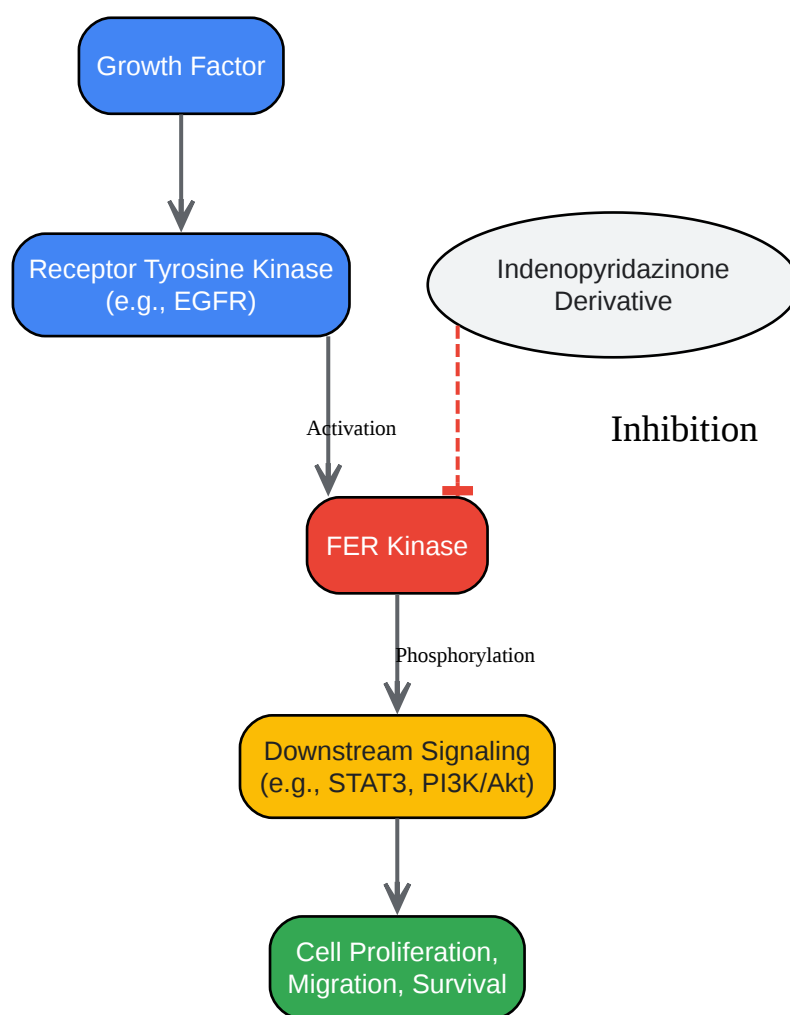 Growth Factor
Receptor Tyrosine Kinase
(e.g., EGFR)
Indenopyridazinone
Derivative
Activation
Inhibition
FER Kinase
Phosphorylation
Downstream Signaling
(e.g., STAT3, PI3K/Akt)
Cell Proliferation,
Migration, Survival